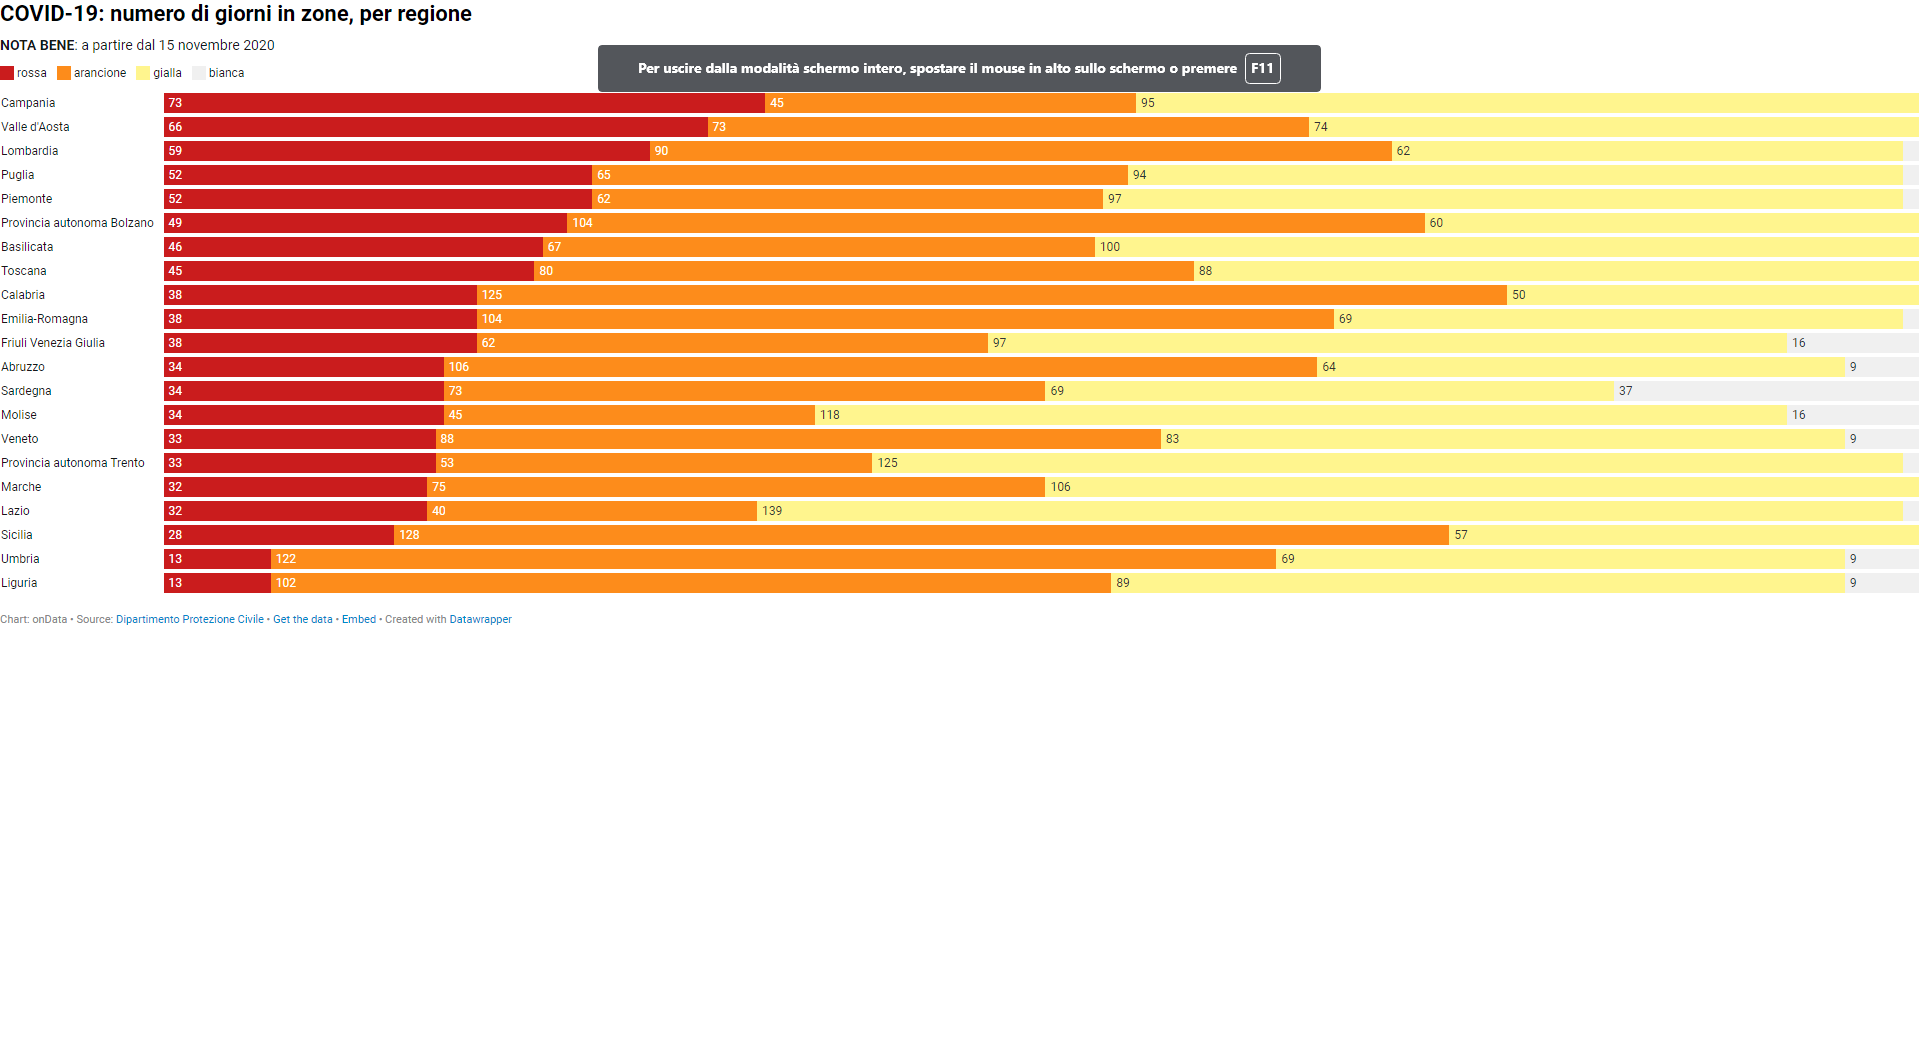 COVID-19: numero di giorni in zone, per regione
NOTA BENE: a partire dal 15 novembre 2020
Per uscire dalla modalità schermo intero, spostare il mouse in alto sullo schermo o premere F11
rossa arancione gialla bianca
Campania 73 45 95
Valle d'Aosta 66 73 74
Lombardia 59 90 62
Puglia 52 65 94
Piemonte 52 62 97
Provincia autonoma Bolzano 49 104 60
Basilicata 46 67 100
Toscana 45 80 88
Calabria 38 125 50
Emilia-Romagna 38 104 69
Friuli Venezia Giulia 38 62 97 16
Abruzzo 34 106 64 9
Sardegna 34 73 69 37
Molise 34 45 118 16
Veneto 33 88 83 9
Provincia autonoma Trento 33 53 125
Marche 32 75 106
Lazio 32 40 139
Sicilia 28 128 57
Umbria 13 122 69 9
Liguria 13 102 89 9
Chart: onData • Source: Dipartimento Protezione Civile • Get the data • Embed • Created with Datawrapper